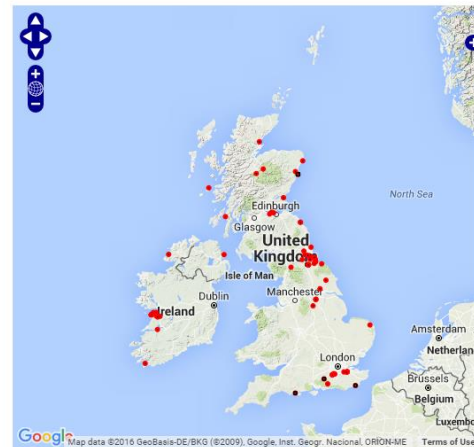 +
−
+
North Sea
Edinburgh
Glasgow
United
Kingdom
Isle of Man
Dublin
Ireland
Manchester
Amsterdam
Netherlan
London
Brussels
Belgium
Luxembo
Google Map data ©2016 GeoBasis-DE/BKG (©2009), Google, Inst. Geogr. Nacional, ORION-ME Terms of Use